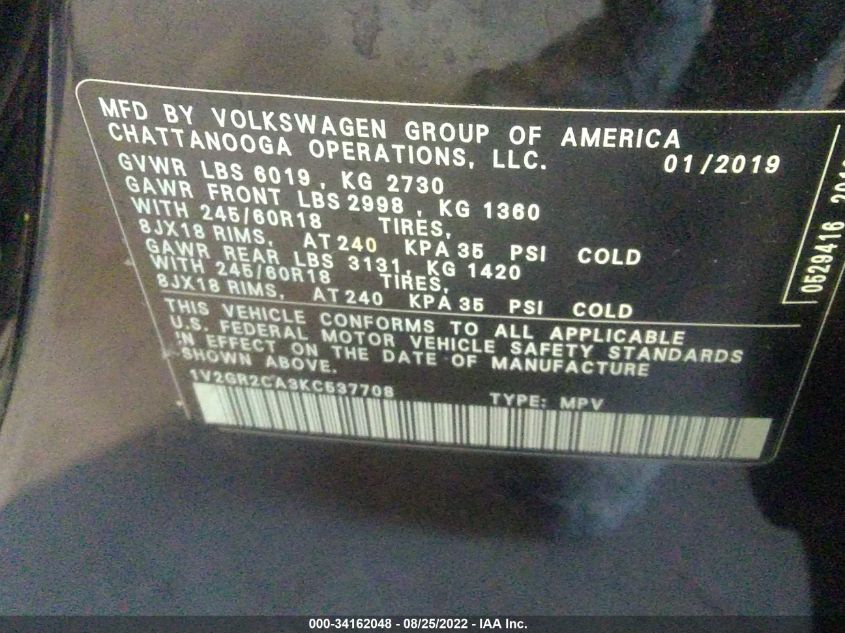 MFD BY VOLKSWAGEN GROUP OF AMERICA
CHATTANOOGA OPERATIONS, LLC. 01/2019
GVWR LBS 6019, KG 2730
GAWR FRONT LBS 2998, KG 1360
WITH 245/60R18 TIRES,
8JX18 RIMS, AT 240 KPA 35 PSI COLD
GAWR REAR LBS 3131, KG 1420
WITH 245/60R18 TIRES,
8JX18 RIMS, AT 240 KPA 35 PSI COLD
THIS VEHICLE CONFORMS TO ALL APPLICABLE
U.S. FEDERAL MOTOR VEHICLE SAFETY STANDARDS
IN EFFECT ON THE DATE OF MANUFACTURE
SHOWN ABOVE.
1V2GR2CA3KC537708 TYPE: MPV
0529416
000-34162048 - 08/25/2022 - IAA Inc.